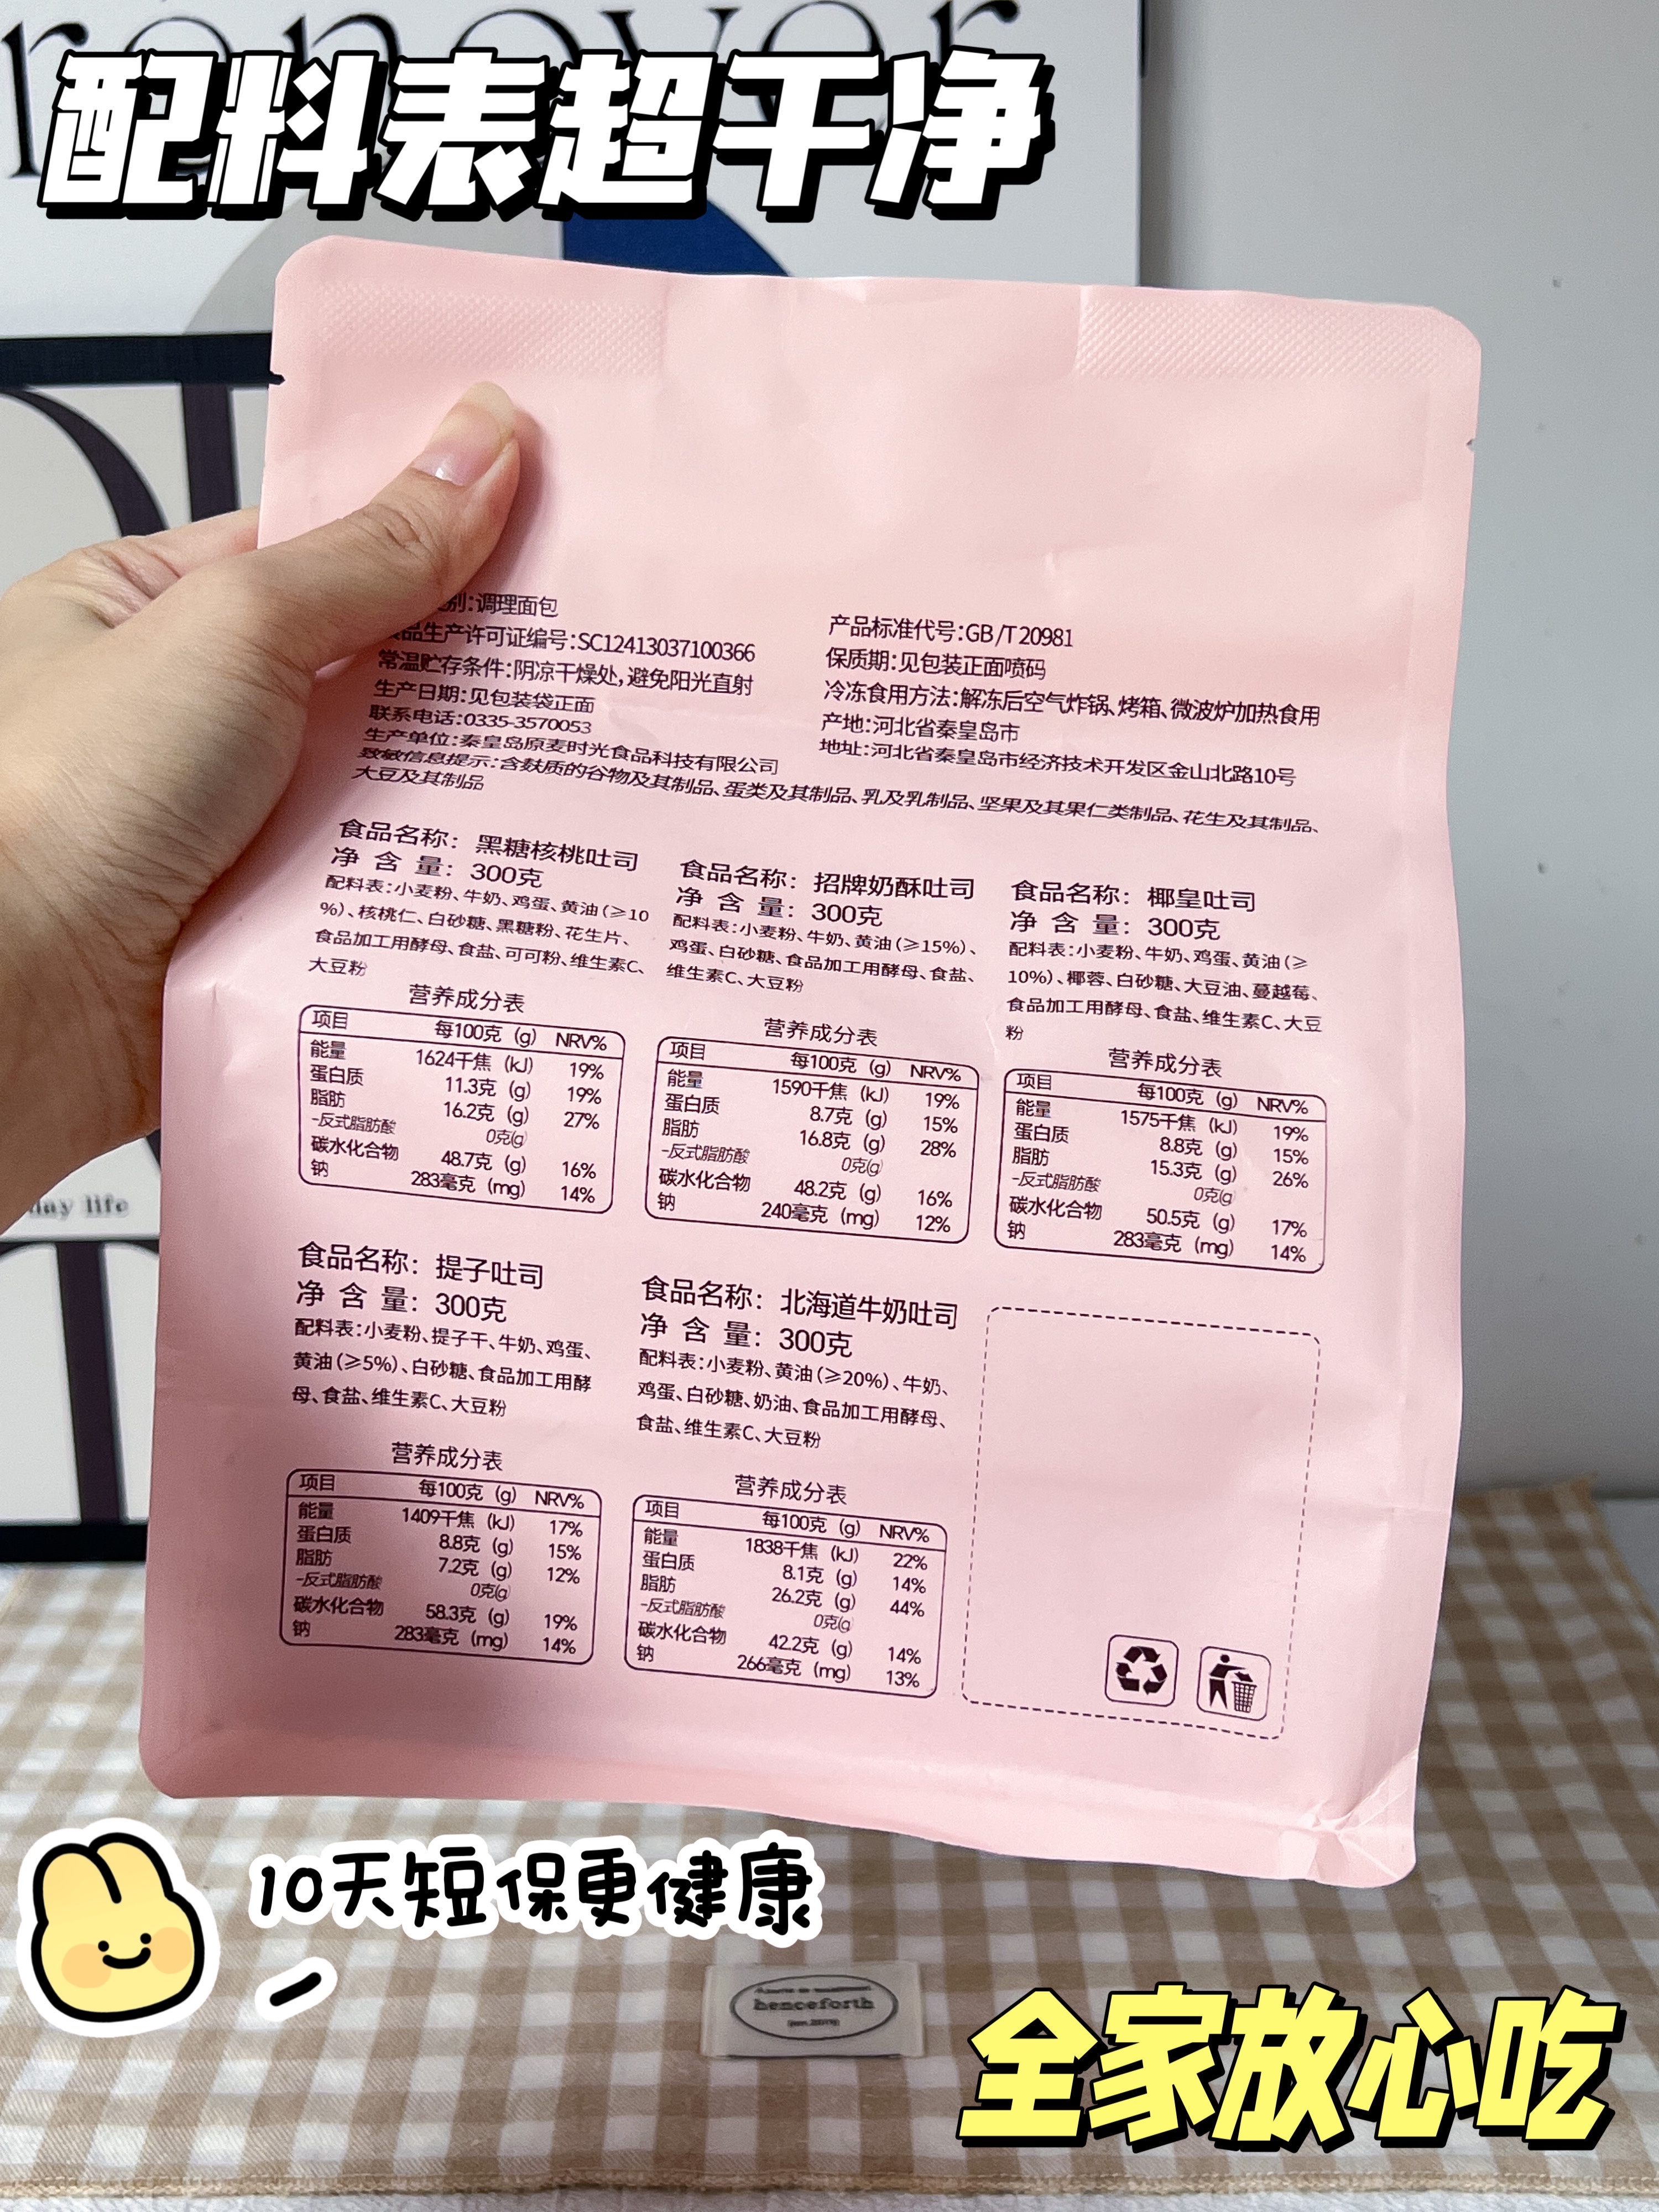 ronover
配料表超干净
别:调理面包
食品生产许可证编号:SC12413037100366
常温贮存条件:阴凉干燥处,避免阳光直射
生产日期:见包装袋正面
联系电话:0335-3570053
生产单位:秦皇岛原麦时光食品科技有限公司
产品标准代号:GB/T20981
保质期:见包装正面喷码
冷冻食用方法:解冻后空气炸锅、烤箱、微波炉加热食用
产地:河北省秦皇岛市
地址:河北省秦皇岛市经济技术开发区金山北路10号
致敏信息提示:含麸质的谷物及其制品、蛋类及其制品、乳及乳制品、坚果及其果仁类制品、花生及其制品、
大豆及其制品
食品名称:黑糖核桃吐司
净含量:300克
配料表:小麦粉、牛奶、鸡蛋、黄油(≥10
%)、核桃仁、白砂糖、黑糖粉、花生片、
食品加工用酵母、食盐、可可粉、维生素C、
大豆粉
营养成分表
项目 每100克(g) NRV%
能量 1624千焦(kJ) 19%
蛋白质 11.3克(g) 19%
脂肪 16.2克(g) 27%
-反式脂肪酸 0克(g)
碳水化合物 48.7克(g) 16%
钠 283毫克(mg) 14%
食品名称:招牌奶酥吐司
净含量:300克
配料表:小麦粉、牛奶、黄油(≥15%)、
鸡蛋、白砂糖、食品加工用酵母、食盐、
维生素C、大豆粉
营养成分表
项目 每100克(g) NRV%
能量 1590千焦(kJ) 19%
蛋白质 8.7克(g) 15%
脂肪 16.8克(g) 28%
-反式脂肪酸 0克(g)
碳水化合物 48.2克(g) 16%
钠 240毫克(mg) 12%
食品名称:椰皇吐司
净含量:300克
配料表:小麦粉、牛奶、鸡蛋、黄油(≥
10%)、椰蓉、白砂糖、大豆油、蔓越莓、
食品加工用酵母、食盐、维生素C、大豆
粉
营养成分表
项目 每100克(g) NRV%
能量 1575千焦(kJ) 19%
蛋白质 8.8克(g) 15%
脂肪 15.3克(g) 26%
-反式脂肪酸 0克(g)
碳水化合物 50.5克(g) 17%
钠 283毫克(mg) 14%
食品名称:提子吐司
净含量:300克
配料表:小麦粉、提子干、牛奶、鸡蛋、
黄油(≥5%)、白砂糖、食品加工用酵
母、食盐、维生素C、大豆粉
营养成分表
项目 每100克(g) NRV%
能量 1409千焦(kJ) 17%
蛋白质 8.8克(g) 15%
脂肪 7.2克(g) 12%
-反式脂肪酸 0克(g)
碳水化合物 58.3克(g) 19%
钠 283毫克(mg) 14%
食品名称:北海道牛奶吐司
净含量:300克
配料表:小麦粉、黄油(≥20%)、牛奶、
鸡蛋、白砂糖、奶油、食品加工用酵母、
食盐、维生素C、大豆粉
营养成分表
项目 每100克(g) NRV%
能量 1838千焦(kJ) 22%
蛋白质 8.1克(g) 14%
脂肪 26.2克(g) 44%
-反式脂肪酸 0克(g)
碳水化合物 42.2克(g) 14%
钠 266毫克(mg) 13%
day life
10天短保更健康
henceforth
全家放心吃